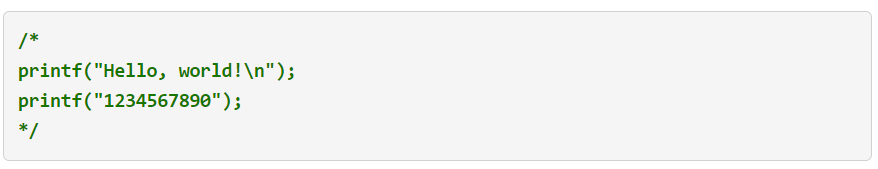 /*
printf("Hello, world!\n");
printf("1234567890");
*/